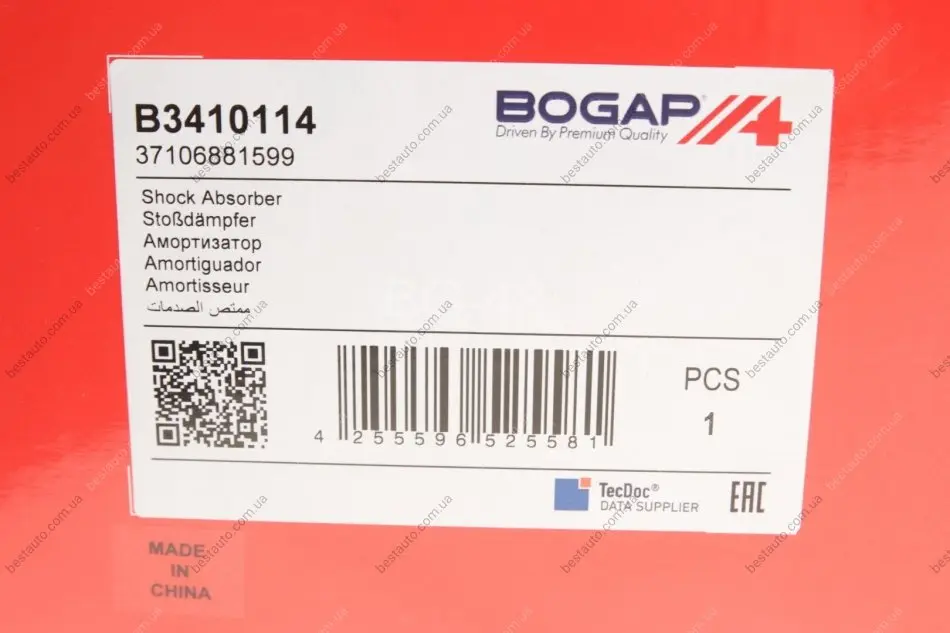 B3410114
37106881599
BOGAP
Driven By Premium Quality
Shock Absorber
Stoßdämpfer
Амортизатор
Amortiguador
Amortisseur
ممتص الصدمات
4 255596 525581
PCS
1
TecDoc®
DATA SUPPLIER
EAC
MADE
IN
CHINA
bestauto.com.ua